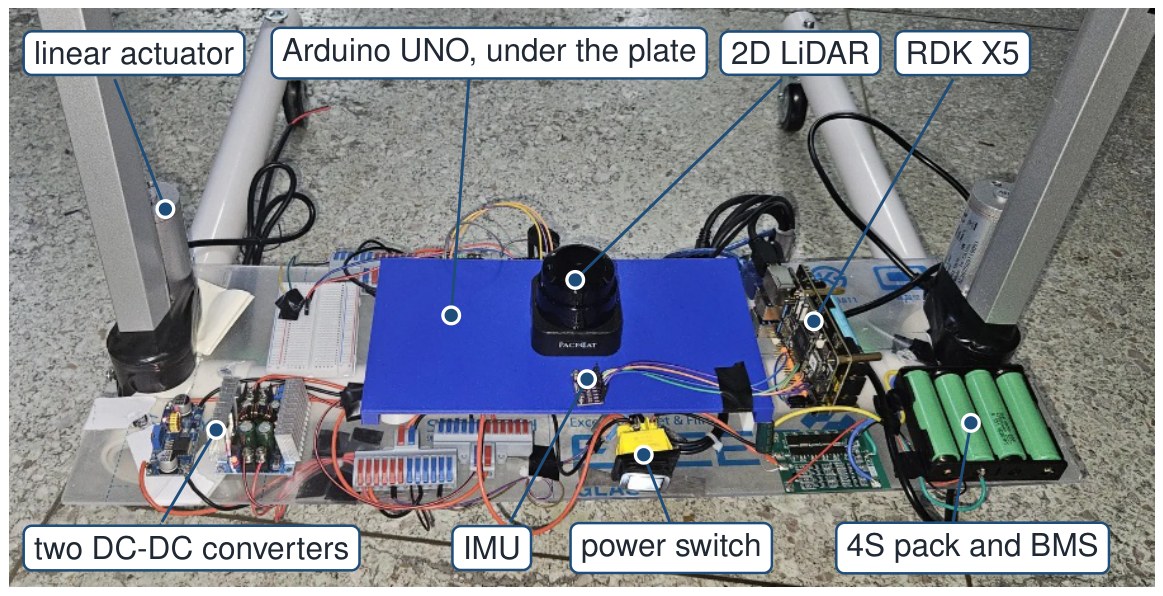 linear actuator
Arduino UNO, under the plate
2D LiDAR
RDK X5
PACECAT
two DC-DC converters
IMU
power switch
4S pack and BMS